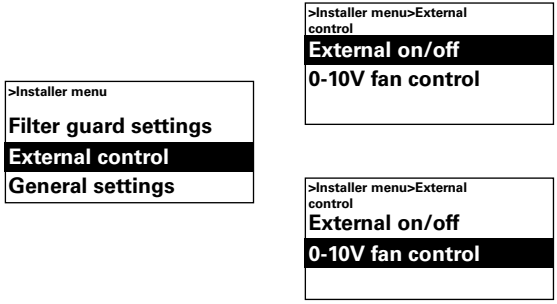 >Installer menu
Filter guard settings
External control
General settings
>Installer menu>External
control
External on/off
0-10V fan control
>Installer menu>External
control
External on/off
0-10V fan control